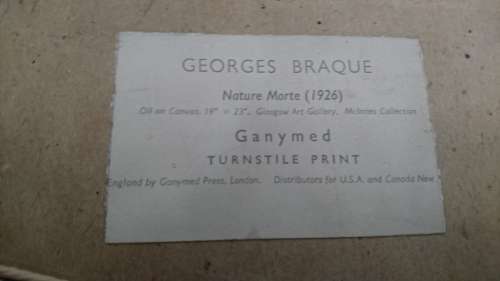 GEORGES BRAQUE
Nature Morte (1926)
Oil on Canvas. 19" × 23". Glasgow Art Gallery. McInnes Collection
Ganymed
TURNSTILE PRINT
England by Ganymed Press, London. Distributors for U.S.A. and Canada New